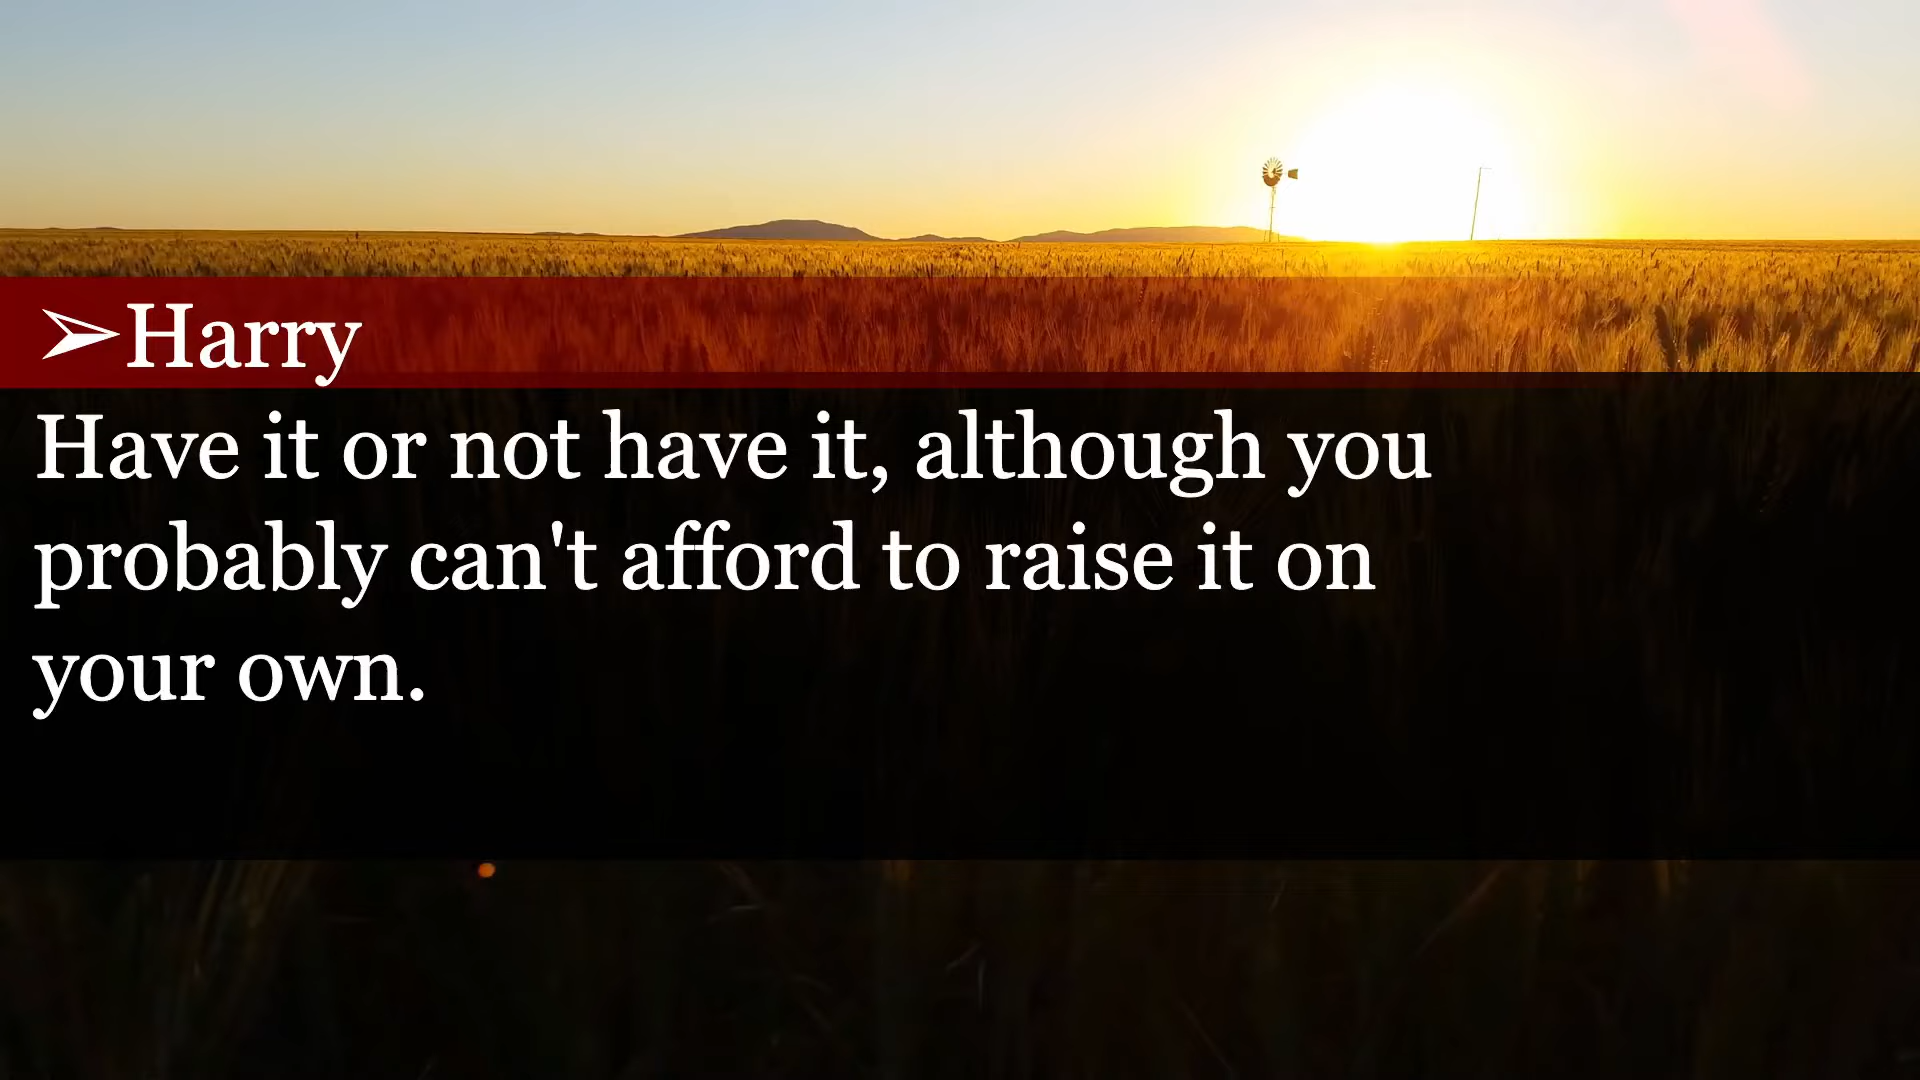 ➢Harry
Have it or not have it, although you
probably can't afford to raise it on
your own.